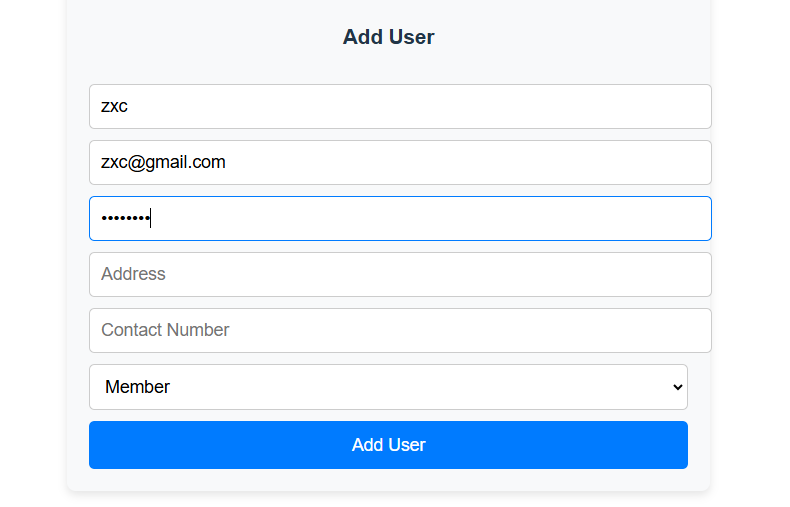 Add User
zxc
zxc@gmail.com
••••••••
Address
Contact Number
Member
Add User